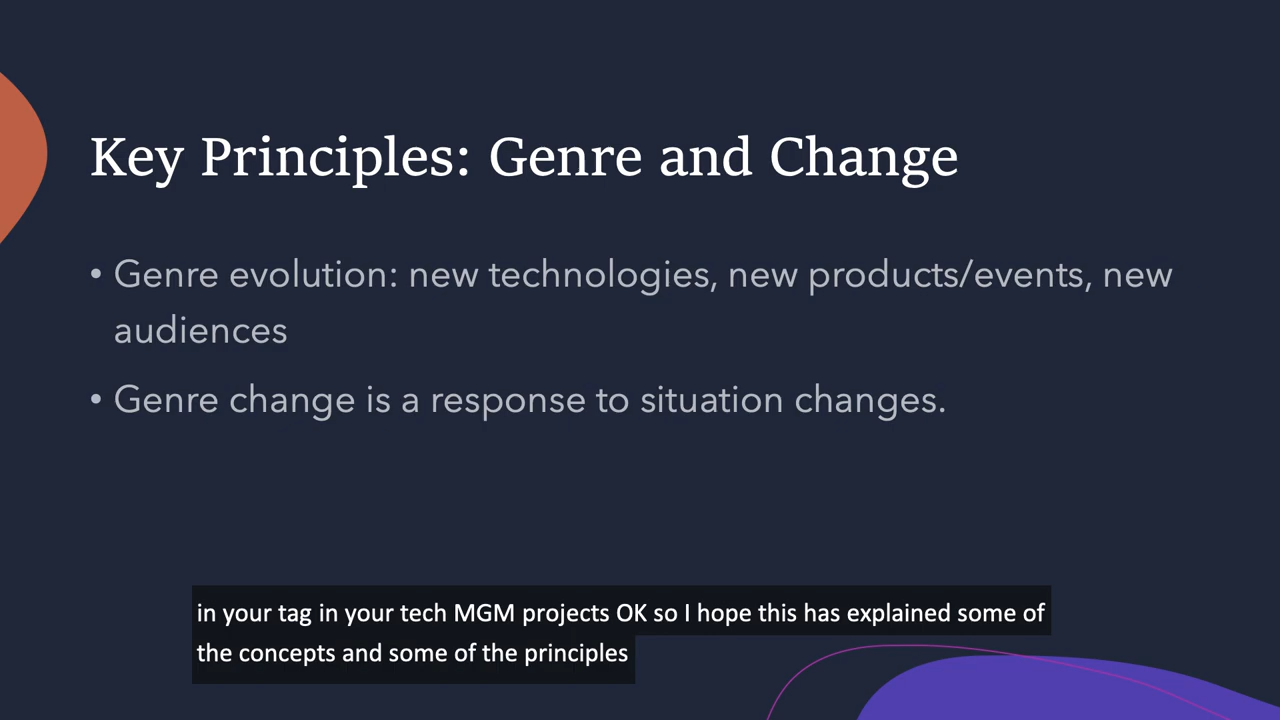 Key Principles: Genre and Change
• Genre evolution: new technologies, new products/events, new
audiences
• Genre change is a response to situation changes.
in your tag in your tech MGM projects OK so I hope this has explained some of
the concepts and some of the principles